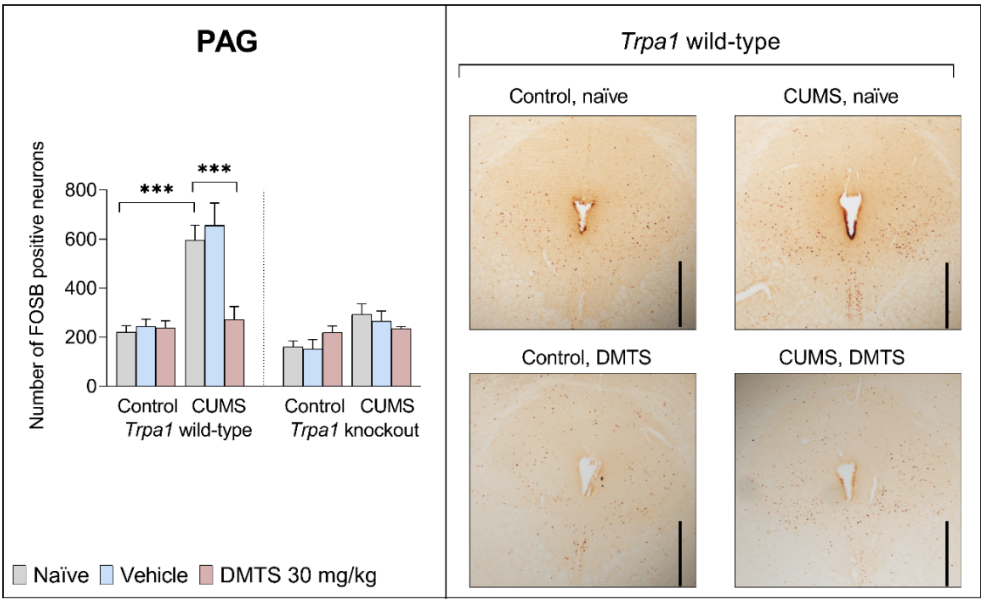 PAG
Number of FOSB positive neurons
***
***
800
600
400
200
0
Control CUMS Control CUMS
Trpa1 wild-type Trpa1 knockout
Naïve Vehicle DMTS 30 mg/kg
Trpa1 wild-type
Control, naïve CUMS, naïve
Control, DMTS CUMS, DMTS